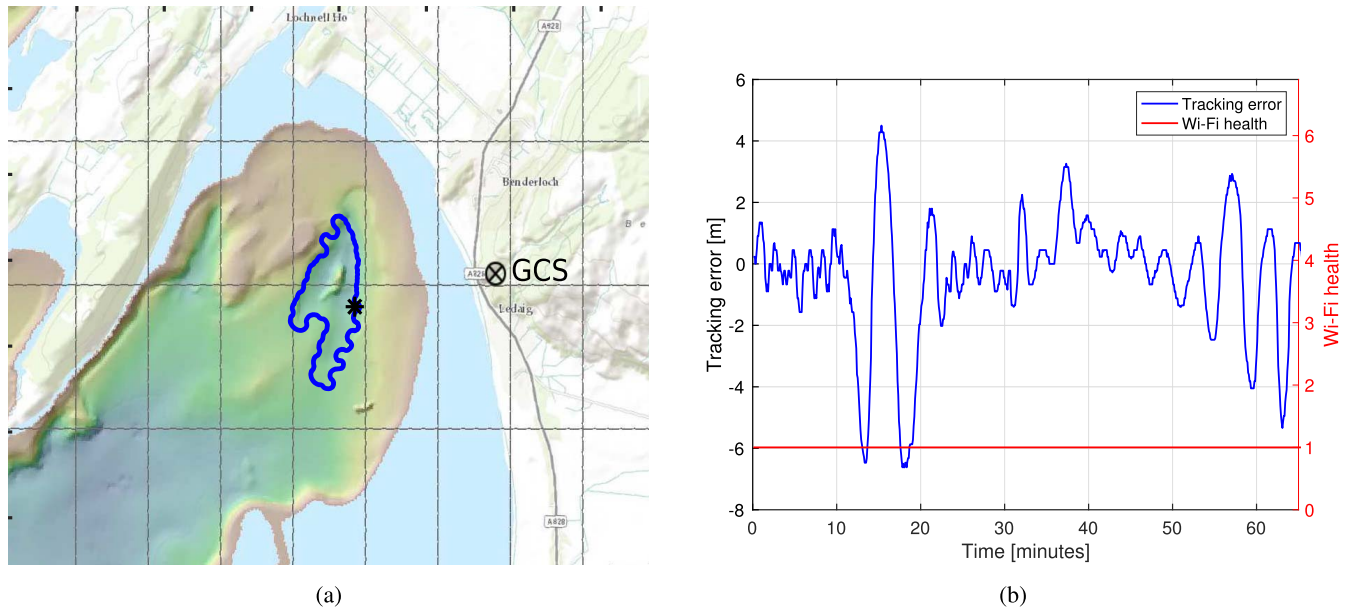 Lochnell Ho
A828
Benderloch
B e
A828
GCS
Ledaig,
A828
(a)
Tracking error
Wi-Fi health
6
4
2
0
-2
-4
-6
-8
Tracking error [m]
0
10
20
30
40
50
60
Time [minutes]
6
5
4
3
2
1
0
Wi-Fi health
(b)